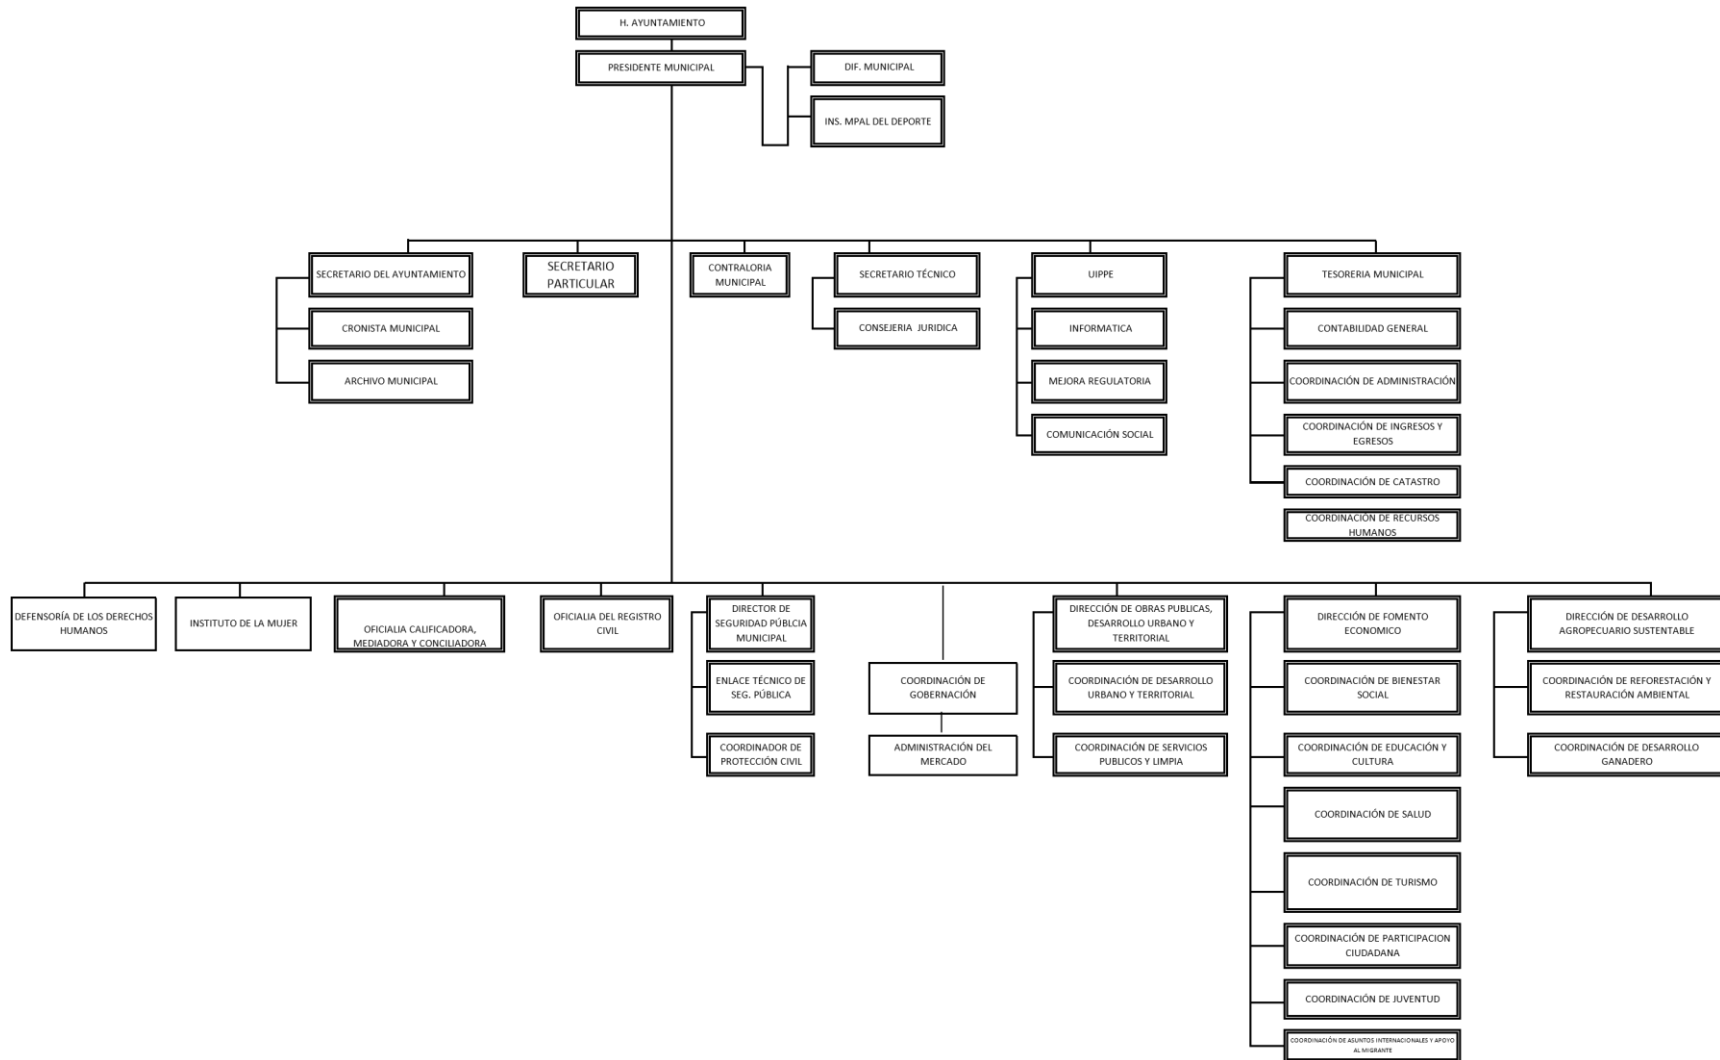 H. AYUNTAMIENTO
PRESIDENTE MUNICIPAL
DIF. MUNICIPAL
INS. MPAL DEL DEPORTE
SECRETARIO DEL AYUNTAMIENTO
CRONISTA MUNICIPAL
ARCHIVO MUNICIPAL
SECRETARIO
PARTICULAR
CONTRALORIA
MUNICIPAL
SECRETARIO TÉCNICO
CONSEJERIA JURIDICA
UIPPE
INFORMATICA
MEJORA REGULATORIA
COMUNICACIÓN SOCIAL
TESORERIA MUNICIPAL
CONTABILIDAD GENERAL
COORDINACIÓN DE ADMINISTRACIÓN
COORDINACIÓN DE INGRESOS Y
EGRESOS
COORDINACIÓN DE CATASTRO
COORDINACIÓN DE RECURSOS
HUMANOS
DEFENSORÍA DE LOS DERECHOS
HUMANOS
INSTITUTO DE LA MUJER
OFICIALIA CALIFICADORA,
MEDIADORA Y CONCILIADORA
OFICIALIA DEL REGISTRO
CIVIL
DIRECTOR DE
SEGURIDAD PÚBLCIA
MUNICIPAL
ENLACE TÉCNICO DE
SEG. PÚBLICA
COORDINADOR DE
PROTECCIÓN CIVIL
COORDINACIÓN DE
GOBERNACIÓN
ADMINISTRACIÓN DEL
MERCADO
DIRECCIÓN DE OBRAS PUBLICAS,
DESARROLLO URBANO Y
TERRITORIAL
COORDINACIÓN DE DESARROLLO
URBANO Y TERRITORIAL
COORDINACIÓN DE SERVICIOS
PUBLICOS Y LIMPIA
DIRECCIÓN DE FOMENTO
ECONOMICO
COORDINACIÓN DE BIENESTAR
SOCIAL
COORDINACIÓN DE EDUCACIÓN Y
CULTURA
COORDINACIÓN DE SALUD
COORDINACIÓN DE TURISMO
COORDINACIÓN DE PARTICIPACION
CIUDADANA
COORDINACIÓN DE JUVENTUD
COORDINACIÓN DE ASUNTOS INTERNACIONALES Y APOYO
AL MIGRANTE
DIRECCIÓN DE DESARROLLO
AGROPECUARIO SUSTENTABLE
COORDINACIÓN DE REFORESTACIÓN Y
RESTAURACIÓN AMBIENTAL
COORDINACIÓN DE DESARROLLO
GANADERO